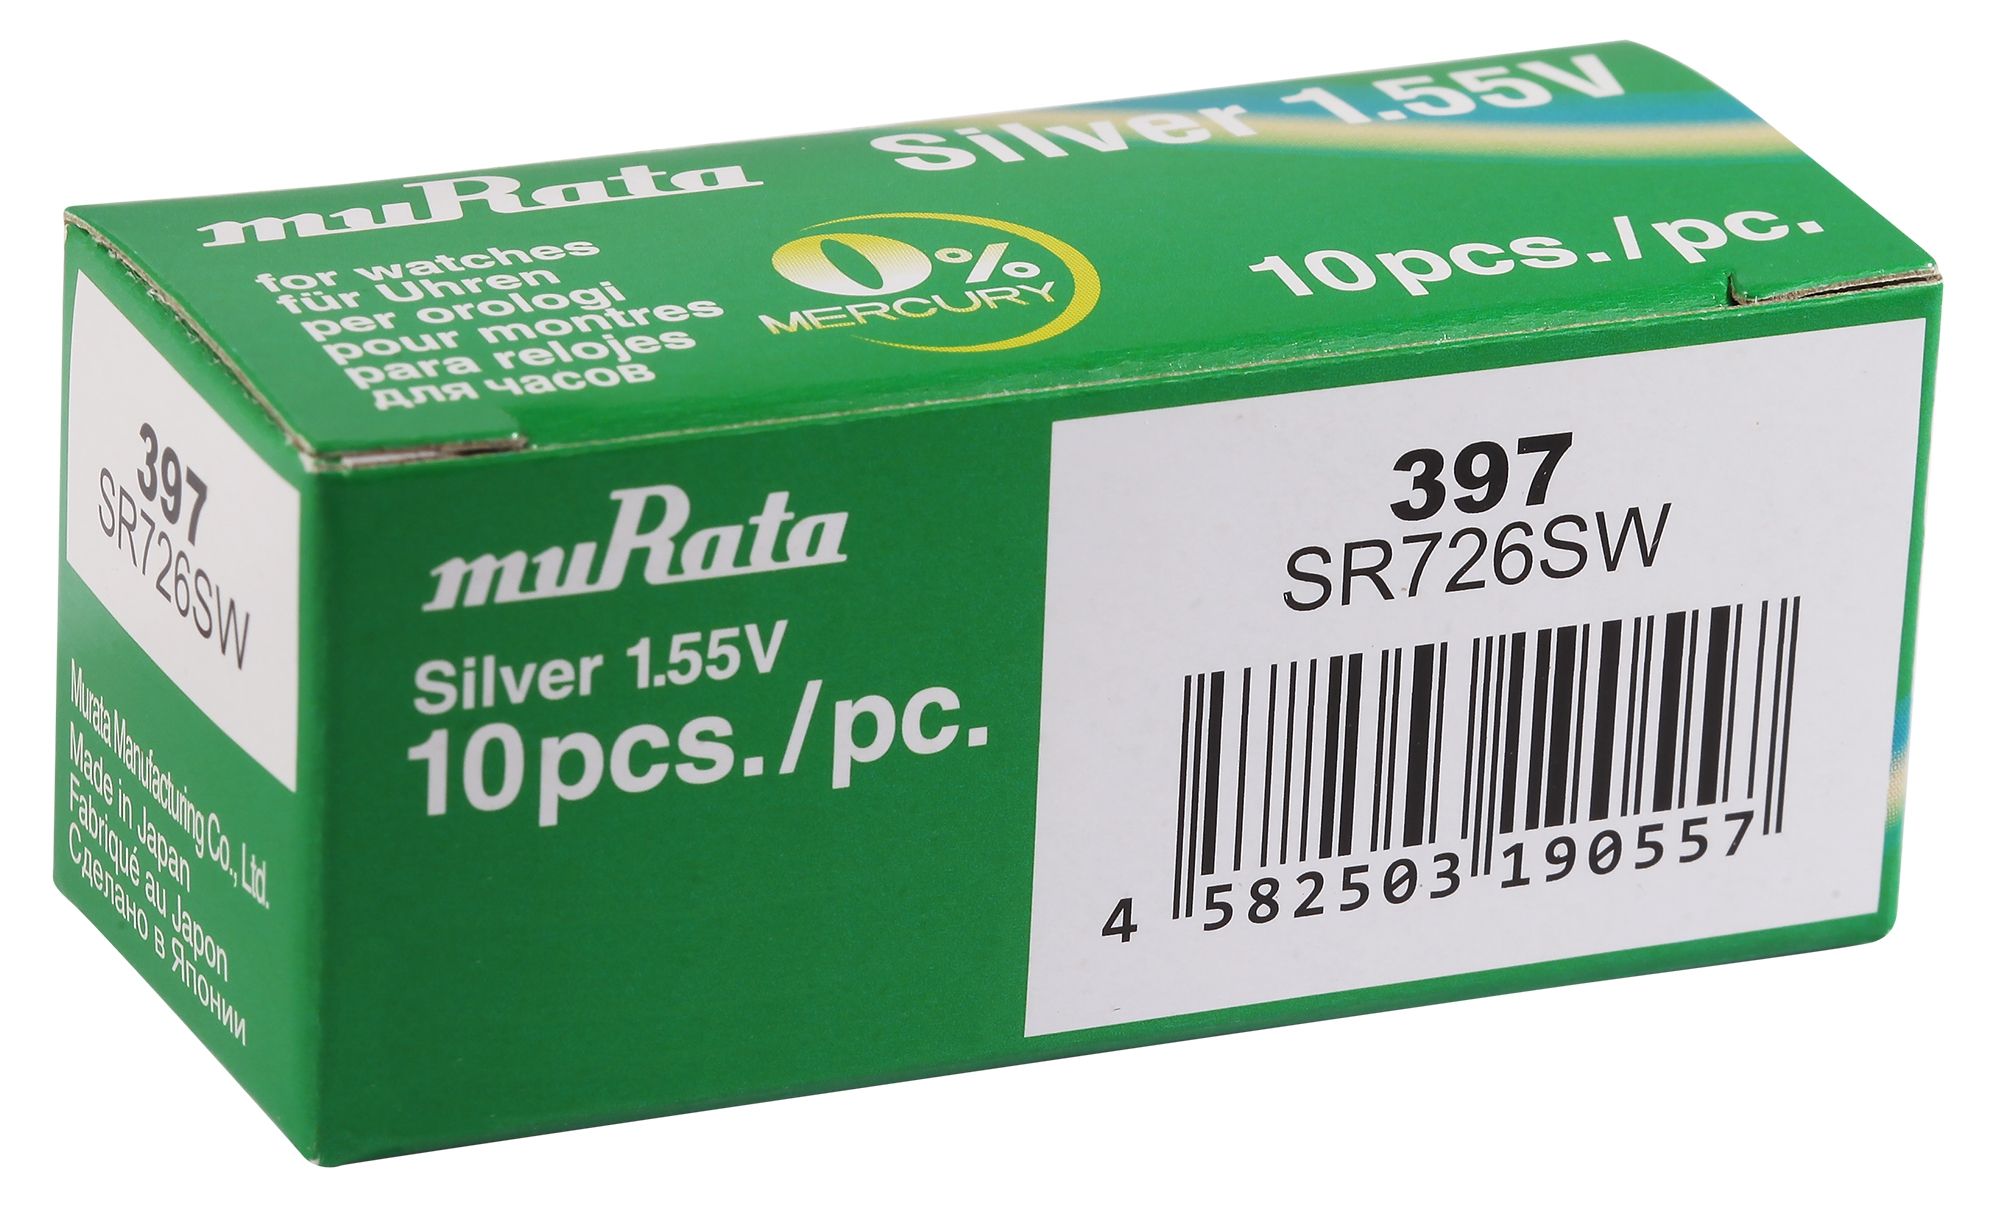 muRata
Silver 1.55V
for watches
für Uhren
per orologi
pour montres
para relojes
для часов
0%
MERCURY
10pcs./pc.
397
SR726SW
Murata Manufacturing Co., Ltd.
Made in Japan
Fabriqué au Japon
Сделано в Японии
muRata
Silver 1.55V
10pcs./pc.
397
SR726SW
4 582503 190557